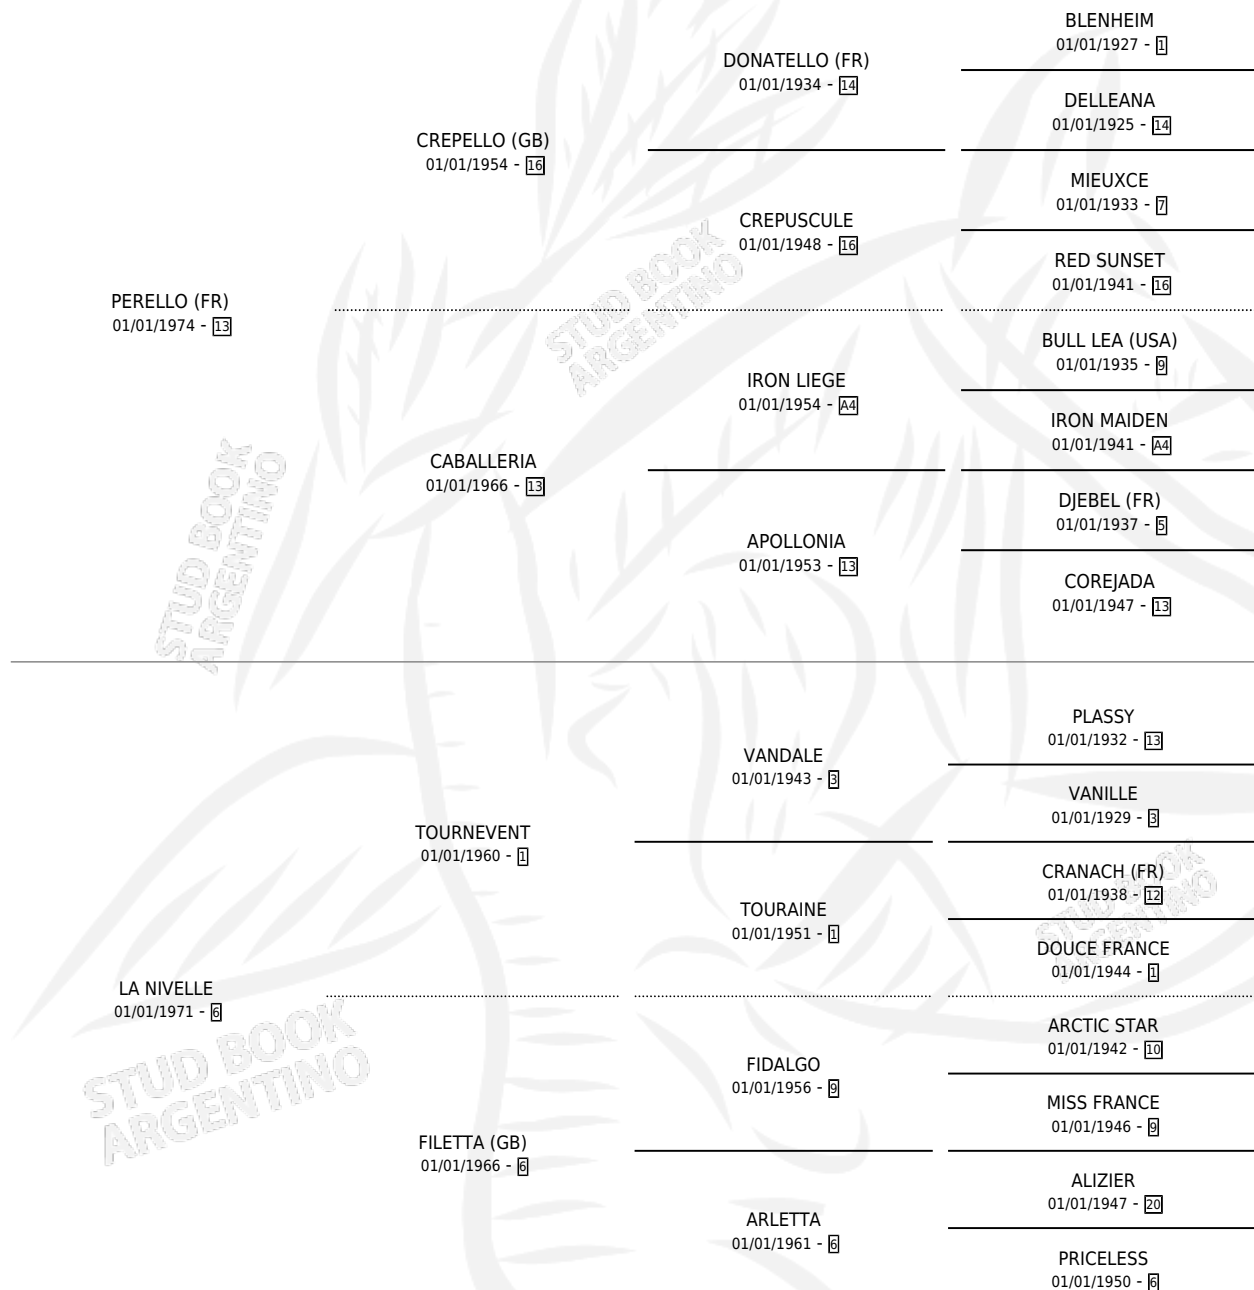 BLENHEIM
01/01/1927 - 1
DONATELLO (FR)
01/01/1934 - 14
DELLEANA
01/01/1925 - 14
CREPELLO (GB)
01/01/1954 - 16
MIEUXCE
01/01/1933 - 7
CREPUSCULE
01/01/1948 - 16
RED SUNSET
01/01/1941 - 16
PERELLO (FR)
01/01/1974 - 13
STUD BOOK
ARGENTINO
BULL LEA (USA)
01/01/1935 - 9
IRON LIEGE
01/01/1954 - A4
IRON MAIDEN
01/01/1941 - A4
CABALLERIA
01/01/1966 - 13
DJEBEL (FR)
01/01/1937 - 5
APOLLONIA
01/01/1953 - 13
COREJADA
01/01/1947 - 13
STUD BOOK
ARGENTINO
PLASSY
01/01/1932 - 13
VANDALE
01/01/1943 - 3
VANILLE
01/01/1929 - 3
TOURNEVENT
01/01/1960 - 1
CRANACH (FR)
01/01/1938 - 12
STUD BOOK
ARGENTINO
TOURAINE
01/01/1951 - 1
DOUCE FRANCE
01/01/1944 - 1
LA NIVELLE
01/01/1971 - 6
STUD BOOK
ARGENTINO
ARCTIC STAR
01/01/1942 - 10
FIDALGO
01/01/1956 - 9
MISS FRANCE
01/01/1946 - 9
FILETTA (GB)
01/01/1966 - 6
ALIZIER
01/01/1947 - 20
ARLETTA
01/01/1961 - 6
PRICELESS
01/01/1950 - 6